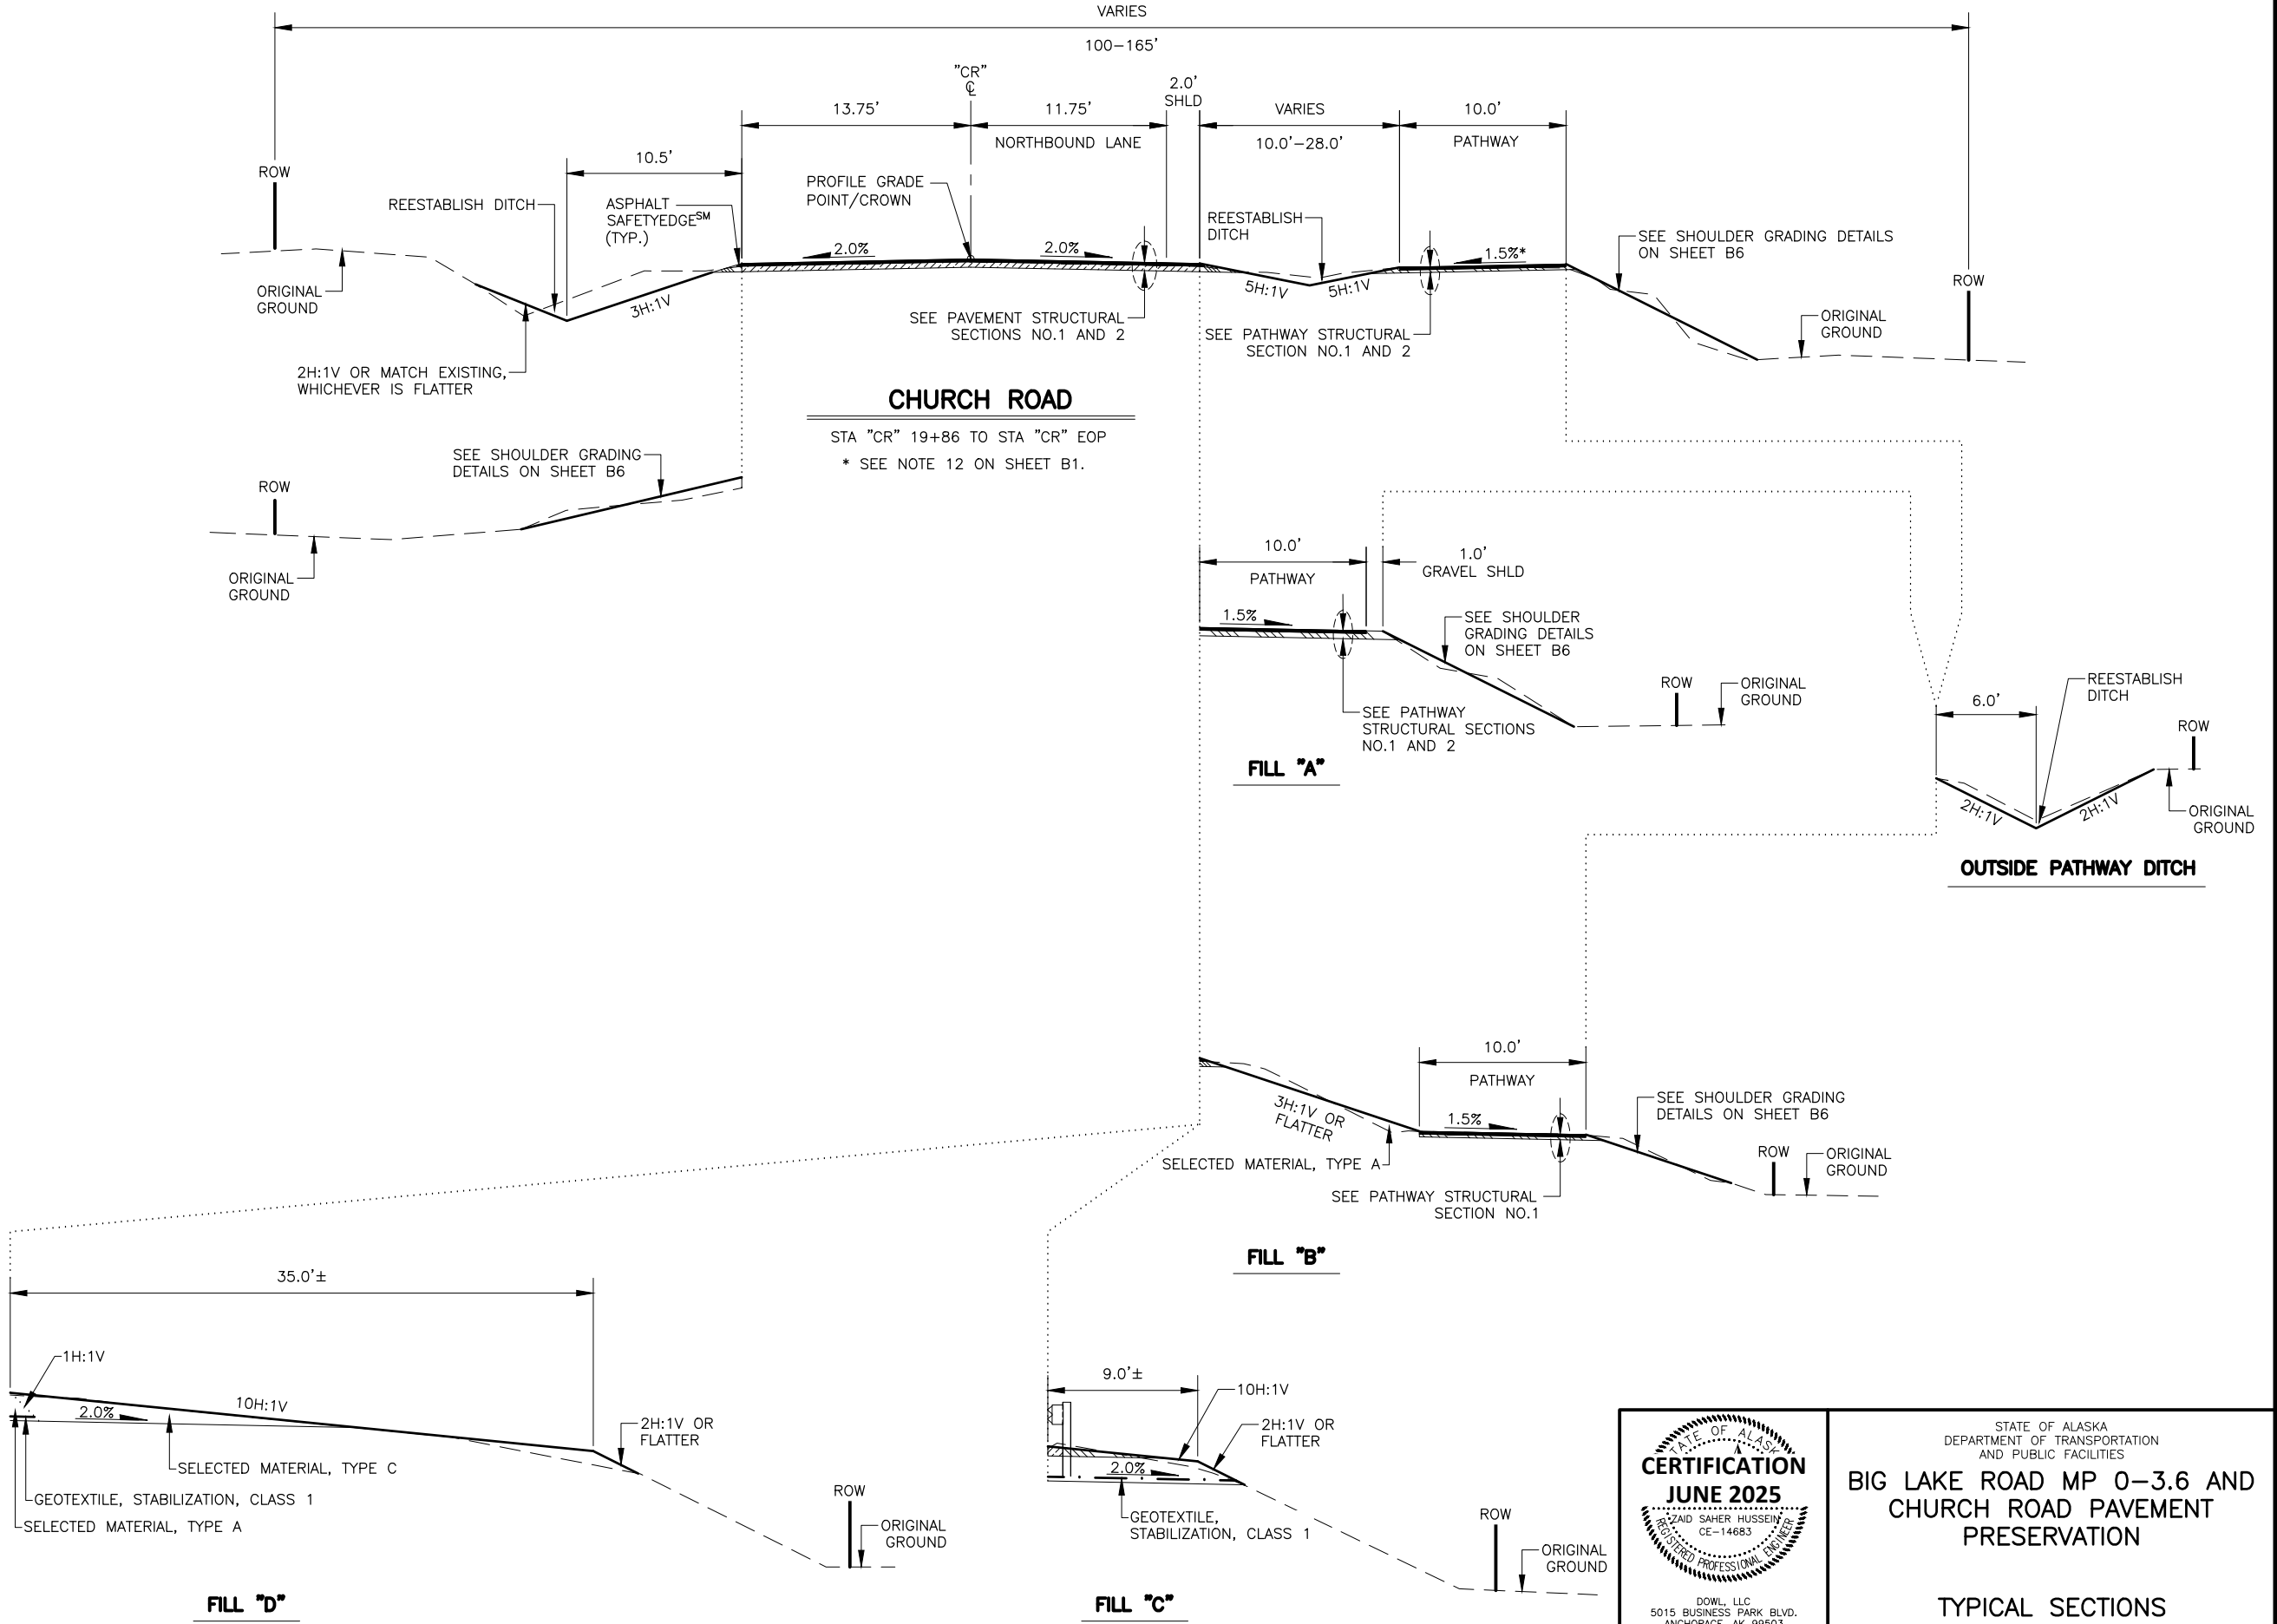 VARIES
100-165'
"CR"
℄
2.0'
SHLD
13.75'
11.75'
VARIES
10.0'
NORTHBOUND LANE
10.0'-28.0'
PATHWAY
10.5'
ROW
REESTABLISH DITCH
ASPHALT
SAFETYEDGE℠
(TYP.)
PROFILE GRADE
POINT/CROWN
REESTABLISH
DITCH
SEE SHOULDER GRADING DETAILS
ON SHEET B6
2.0%
2.0%
1.5%*
ROW
ORIGINAL
GROUND
3H:1V
5H:1V
5H:1V
SEE PAVEMENT STRUCTURAL
SECTIONS NO.1 AND 2
SEE PATHWAY STRUCTURAL
SECTION NO.1 AND 2
ORIGINAL
GROUND
2H:1V OR MATCH EXISTING,
WHICHEVER IS FLATTER
CHURCH ROAD
STA "CR" 19+86 TO STA "CR" EOP
* SEE NOTE 12 ON SHEET B1.
SEE SHOULDER GRADING
DETAILS ON SHEET B6
ROW
ORIGINAL
GROUND
10.0'
PATHWAY
1.0'
GRAVEL SHLD
1.5%
SEE SHOULDER
GRADING DETAILS
ON SHEET B6
ROW
ORIGINAL
GROUND
SEE PATHWAY
STRUCTURAL SECTIONS
NO.1 AND 2
FILL "A"
6.0'
REESTABLISH
DITCH
ROW
2H:1V
2H:1V
ORIGINAL
GROUND
OUTSIDE PATHWAY DITCH
10.0'
PATHWAY
3H:1V OR
FLATTER
1.5%
SEE SHOULDER GRADING
DETAILS ON SHEET B6
SELECTED MATERIAL, TYPE A
ROW
ORIGINAL
GROUND
SEE PATHWAY STRUCTURAL
SECTION NO.1
FILL "B"
35.0'±
1H:1V
10H:1V
2.0%
2H:1V OR
FLATTER
SELECTED MATERIAL, TYPE C
GEOTEXTILE, STABILIZATION, CLASS 1
SELECTED MATERIAL, TYPE A
ROW
ORIGINAL
GROUND
FILL "D"
9.0'±
10H:1V
2H:1V OR
FLATTER
2.0%
GEOTEXTILE,
STABILIZATION, CLASS 1
ROW
ORIGINAL
GROUND
FILL "C"
STATE OF ALASKA
CERTIFICATION
JUNE 2025
ZAID SAHER HUSSEIN
CE-14683
REGISTERED PROFESSIONAL ENGINEER
DOWL, LLC
5015 BUSINESS PARK BLVD.
ANCHORAGE, AK 99503
STATE OF ALASKA
DEPARTMENT OF TRANSPORTATION
AND PUBLIC FACILITIES
BIG LAKE ROAD MP 0-3.6 AND
CHURCH ROAD PAVEMENT
PRESERVATION
TYPICAL SECTIONS